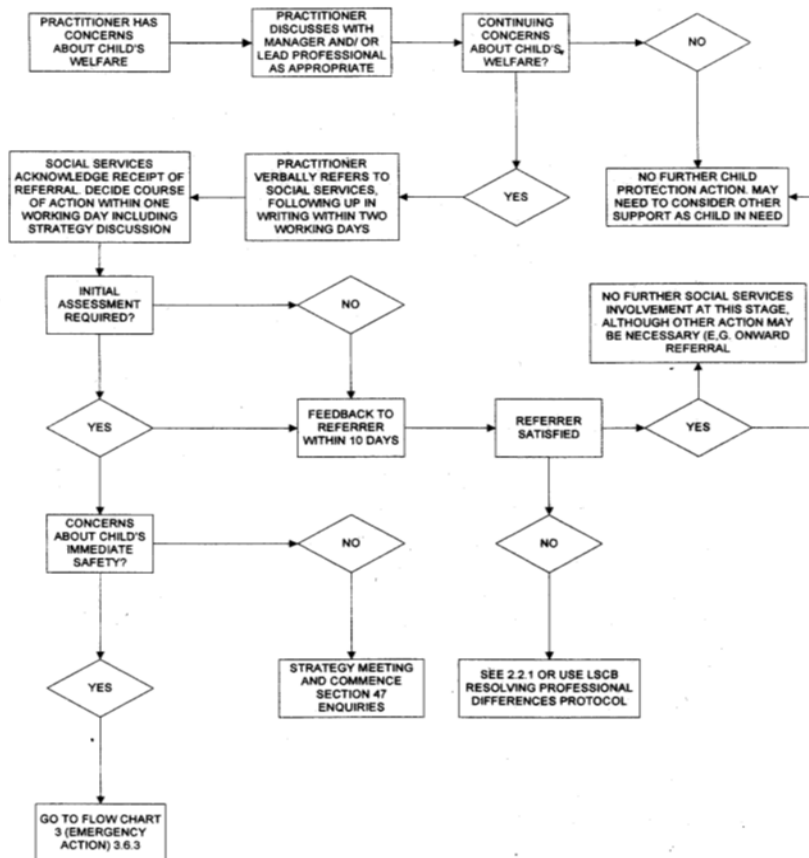 PRACTITIONER HAS
CONCERNS
ABOUT CHILD'S
WELFARE
PRACTITIONER
DISCUSSES WITH
MANAGER AND/ OR
LEAD PROFESSIONAL
AS APPROPRIATE
CONTINUING
CONCERNS
ABOUT CHILD'S
WELFARE?
NO
SOCIAL SERVICES
ACKNOWLEDGE RECEIPT OF
REFERRAL. DECIDE COURSE
OF ACTION WITHIN ONE
WORKING DAY INCLUDING
STRATEGY DISCUSSION
PRACTITIONER
VERBALLY REFERS TO
SOCIAL SERVICES,
FOLLOWING UP IN
WRITING WITHIN TWO
WORKING DAYS
YES
NO FURTHER CHILD
PROTECTION ACTION. MAY
NEED TO CONSIDER OTHER
SUPPORT AS CHILD IN NEED
INITIAL
ASSESSMENT
REQUIRED?
NO
NO FURTHER SOCIAL SERVICES
INVOLVEMENT AT THIS STAGE,
ALTHOUGH OTHER ACTION MAY
BE NECESSARY (E,G. ONWARD
REFERRAL
YES
FEEDBACK TO
REFERRER
WITHIN 10 DAYS
REFERRER
SATISFIED
YES
CONCERNS
ABOUT CHILD'S
IMMEDIATE
SAFETY?
NO
NO
YES
STRATEGY MEETING
AND COMMENCE
SECTION 47
ENQUIRIES
SEE 2.2.1 OR USE LSCB
RESOLVING PROFESSIONAL
DIFFERENCES PROTOCOL
GO TO FLOW CHART
3 (EMERGENCY
ACTION) 3.6.3